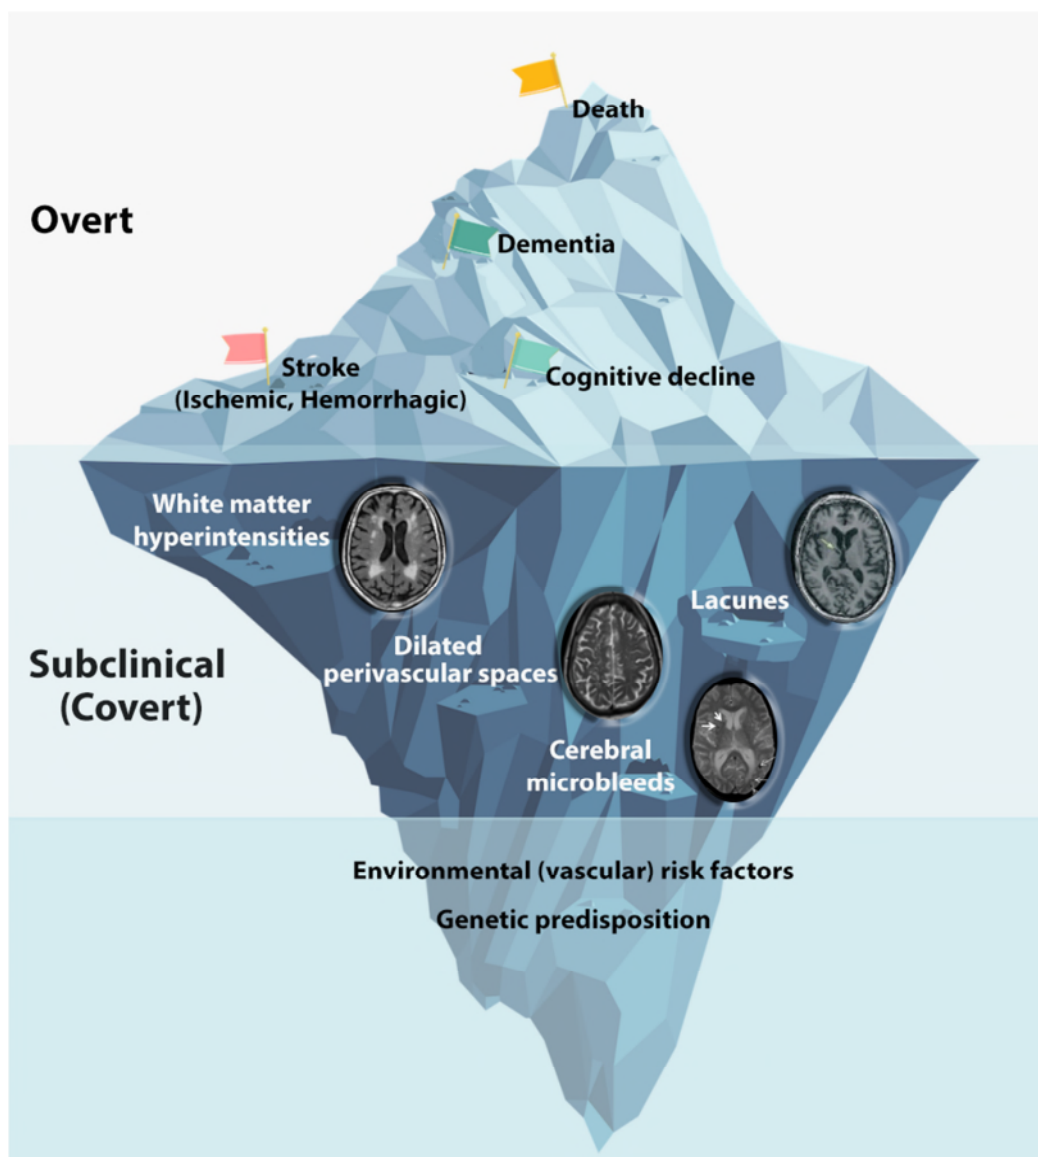 Death
Overt
Dementia
Stroke
(Ischemic, Hemorrhagic)
Cognitive decline
White matter
hyperintensities
Lacunes
Dilated
perivascular spaces
Subclinical
(Covert)
Cerebral
microbleeds
Environmental (vascular) risk factors
Genetic predisposition